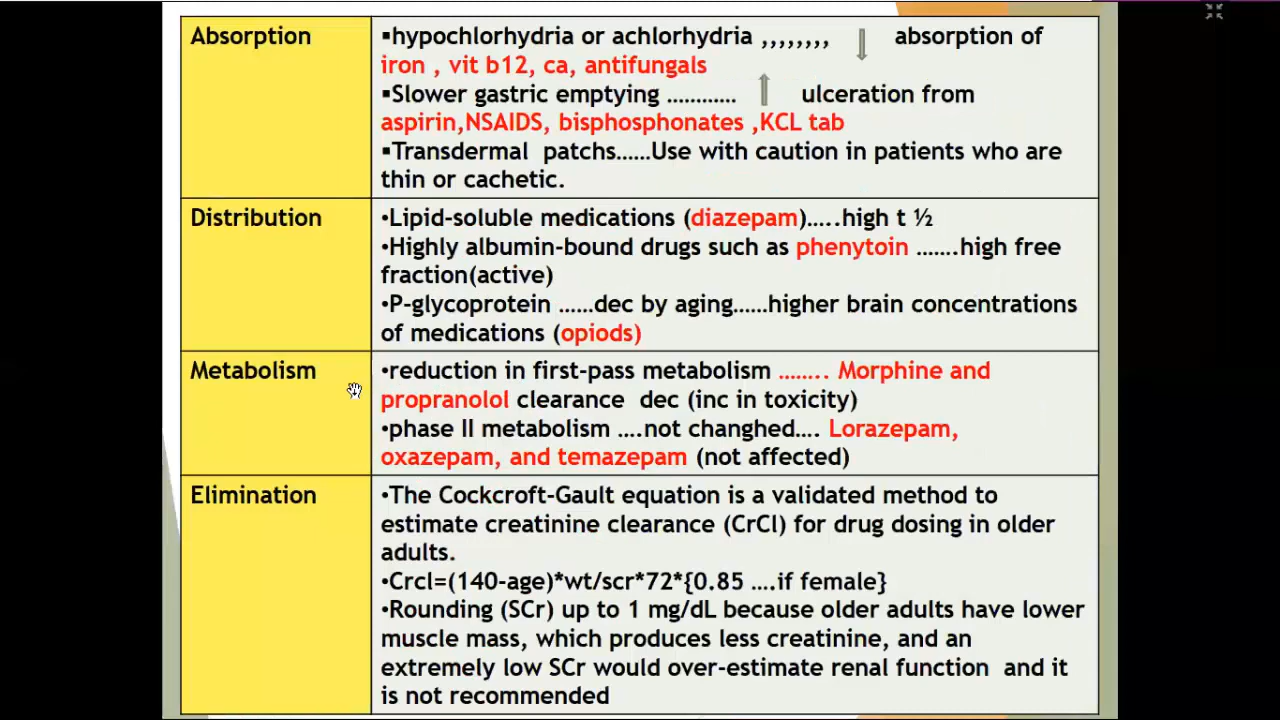 Absorption
▪hypochlorhydria or achlorhydria ,,,,,,,, ↓ absorption of
iron , vit b12, ca, antifungals
▪Slower gastric emptying ………… ↑ ulceration from
aspirin,NSAIDS, bisphosphonates ,KCL tab
▪Transdermal patchs……Use with caution in patients who are
thin or cachetic.
Distribution
•Lipid-soluble medications (diazepam)…..high t ½
•Highly albumin-bound drugs such as phenytoin …….high free
fraction(active)
•P-glycoprotein ……dec by aging……higher brain concentrations
of medications (opiods)
Metabolism
•reduction in first-pass metabolism …….. Morphine and
propranolol clearance dec (inc in toxicity)
•phase II metabolism ….not changhed…. Lorazepam,
oxazepam, and temazepam (not affected)
Elimination
•The Cockcroft-Gault equation is a validated method to
estimate creatinine clearance (CrCl) for drug dosing in older
adults.
•Crcl=(140-age)*wt/scr*72*{0.85 ….if female}
•Rounding (SCr) up to 1 mg/dL because older adults have lower
muscle mass, which produces less creatinine, and an
extremely low SCr would over-estimate renal function and it
is not recommended